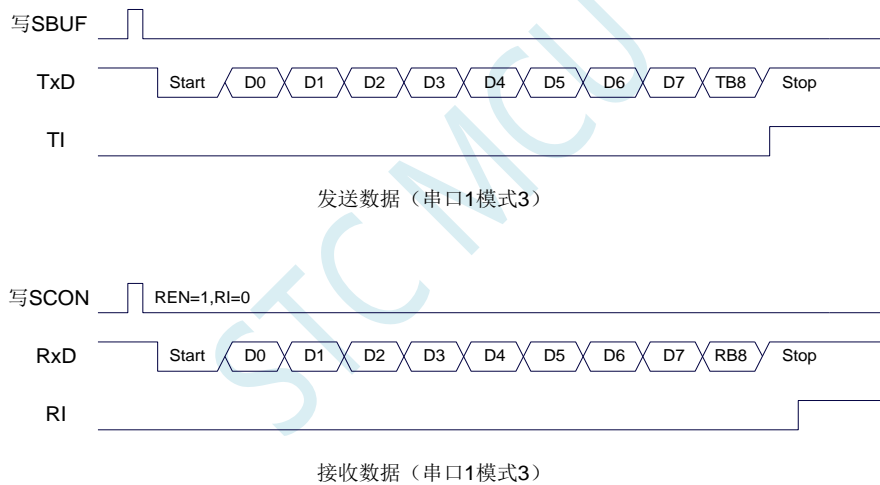 写SBUF
TxD Start D0 D1 D2 D3 D4 D5 D6 D7 TB8 Stop
TI
发送数据（串口1模式3）
写SCON REN=1,RI=0
RxD Start D0 D1 D2 D3 D4 D5 D6 D7 RB8 Stop
RI
接收数据（串口1模式3）
STC MCU